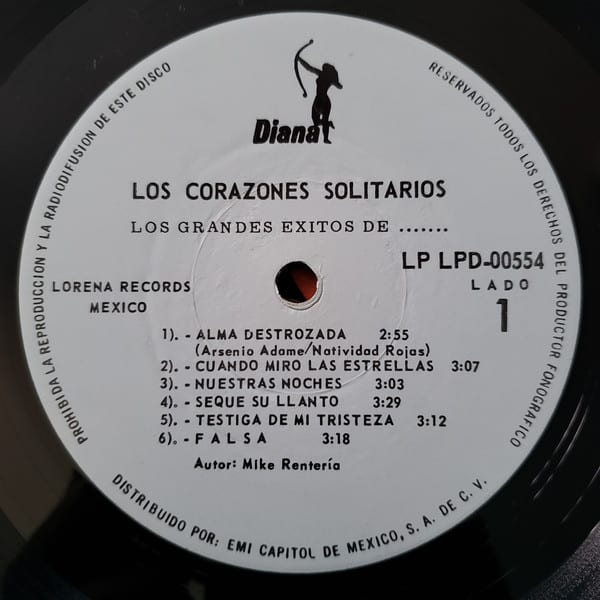 Diana
LOS CORAZONES SOLITARIOS
LOS GRANDES EXITOS DE .......
LP LPD-00554
LORENA RECORDS
MEXICO
LADO
1
1). - ALMA DESTROZADA 2:55
(Arsenio Adame/Natividad Rojas)
2). - CUANDO MIRO LAS ESTRELLAS 3:07
3). - NUESTRAS NOCHES 3:03
4). - SEQUE SU LLANTO 3:29
5). - TESTIGA DE MI TRISTEZA 3:12
6). - FALSA 3:18
Autor: Mike Rentería
PROHIBIDA LA REPRODUCCION Y LA RADIODIFUSION DE ESTE DISCO
RESERVADOS TODOS LOS DERECHOS DEL PRODUCTOR FONOGRAFICO
DISTRIBUIDO POR: EMI CAPITOL DE MEXICO, S. A. DE C. V.